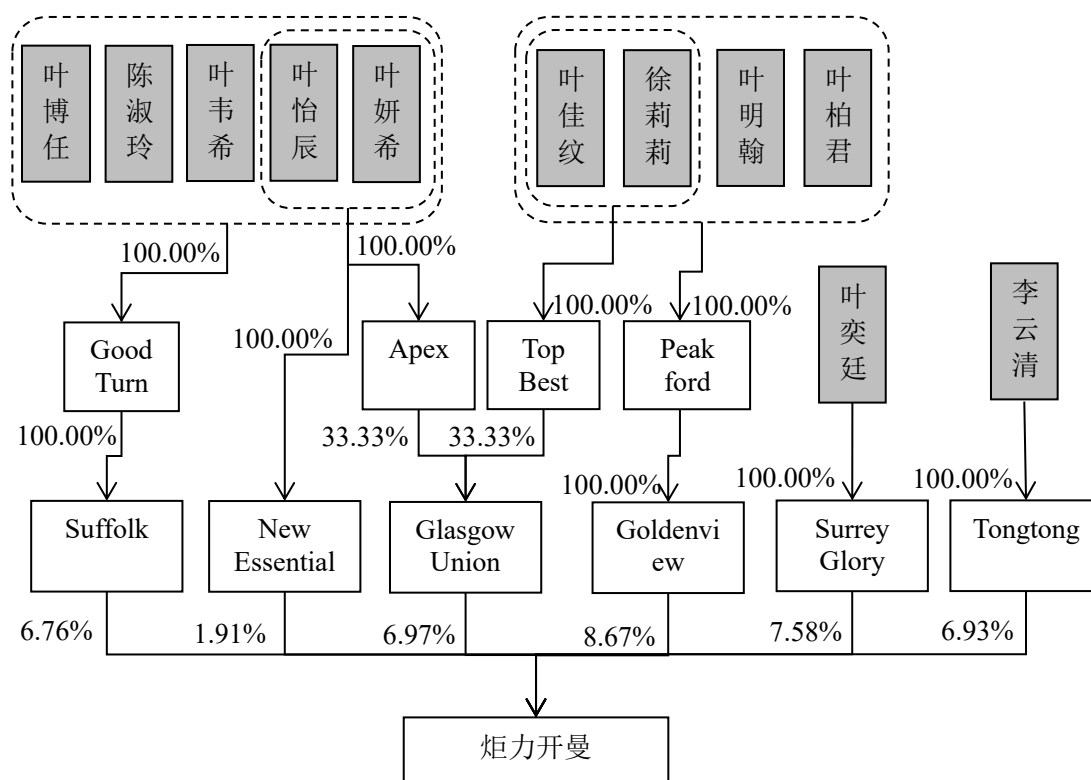 叶博任
陈淑玲
叶韦希
叶怡辰
叶妍希
叶佳纹
徐莉莉
叶明翰
叶柏君
100.00%
100.00%
叶奕廷
李云清
100.00%
100.00%
100.00%
Good
Turn
Apex
Top
Best
Peak
ford
100.00%
33.33%
33.33%
100.00%
100.00%
100.00%
Suffolk
New
Essential
Glasgow
Union
Goldenvi
ew
Surrey
Glory
Tongtong
6.76%
1.91%
6.97%
8.67%
7.58%
6.93%
炬力开曼